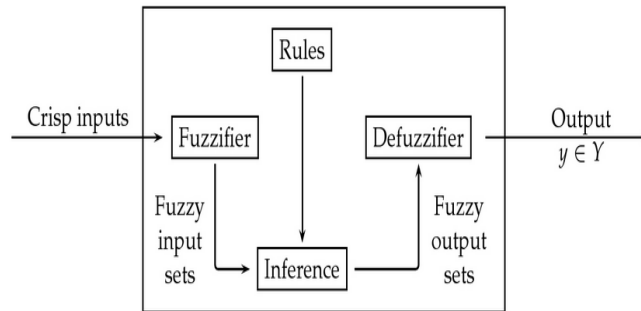 Rules
Crisp inputs
Fuzzifier
Defuzzifier
Output
y ∈ Y
Fuzzy
input
sets
Inference
Fuzzy
output
sets